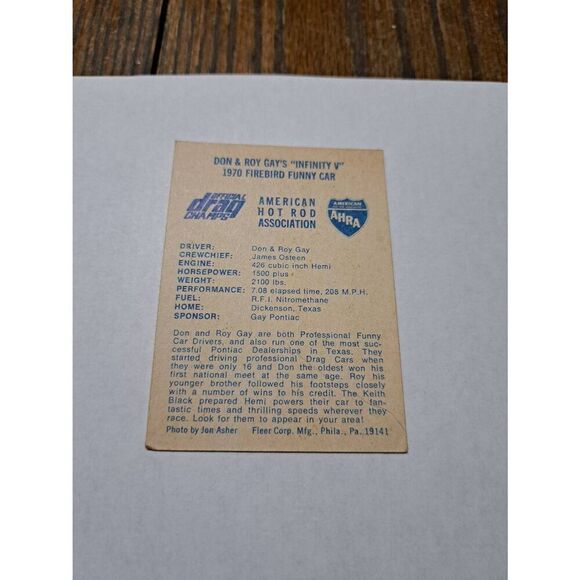 DON & ROY GAY'S "INFINITY V"
1970 FIREBIRD FUNNY CAR
OFFICIAL
drag
CHAMPS
AMERICAN
HOT ROD
ASSOCIATION
AMERICAN
AHRA
DRIVER: Don & Roy Gay
CREWCHIEF: James Osteen
ENGINE: 426 cubic inch Hemi
HORSEPOWER: 1500 plus
WEIGHT: 2100 lbs.
PERFORMANCE: 7.08 elapsed time, 208 M.P.H.
FUEL: R.F.I. Nitromethane
HOME: Dickenson, Texas
SPONSOR: Gay Pontiac
Don and Roy Gay are both Professional Funny
Car Drivers, and also run one of the most suc-
cessful Pontiac Dealerships in Texas. They
started driving professional Drag Cars when
they were only 16 and Don the oldest won his
first national meet at the same age. Roy his
younger brother followed his footsteps closely
with a number of wins to his credit. The Keith
Black prepared Hemi powers their car to fan-
tastic times and thrilling speeds wherever they
race. Look for them to appear in your area!
Photo by Jon Asher Fleer Corp. Mfg., Phila., Pa. 19141